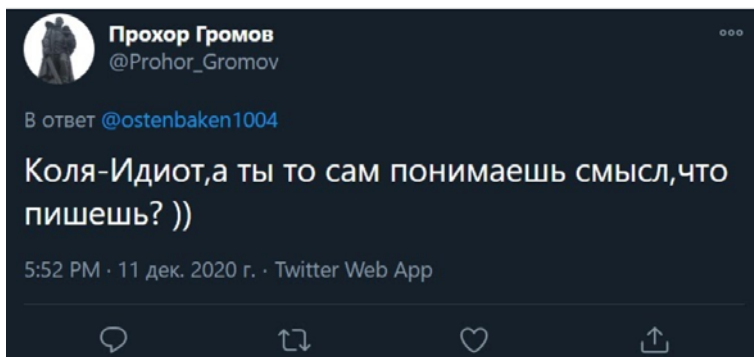 Прохор Громов
@Prohor_Gromov
В ответ @ostenbaken1004
Коля-Идиот,а ты то сам понимаешь смысл,что
пишешь? ))
5:52 PM · 11 дек. 2020 г. · Twitter Web App